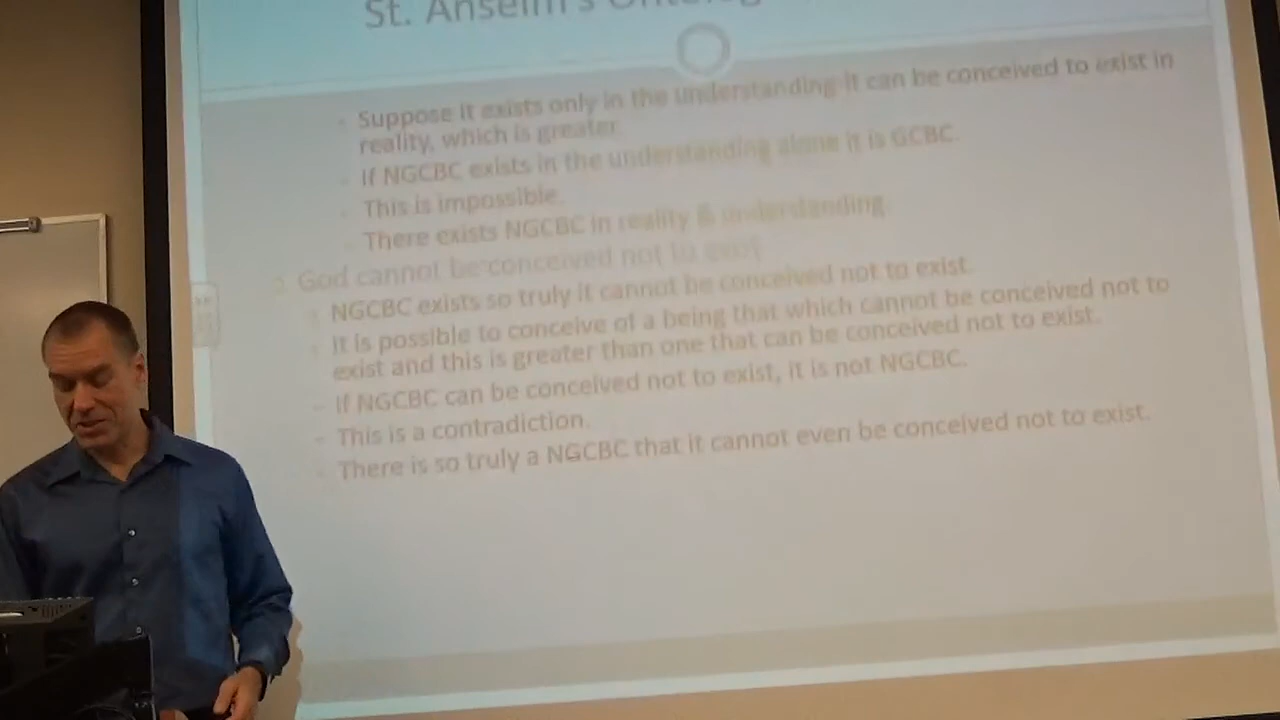 St. Anselm's Ontolog
Suppose it exists only in the understanding it can be conceived to exist in
reality, which is greater.
If NGCBC exists in the understanding alone it is GCBC.
This is impossible.
There exists NGCBC in reality & understanding.
God cannot be conceived not to exist.
NGCBC exists so truly it cannot be conceived not to exist.
It is possible to conceive of a being that which cannot be conceived not to
exist and this is greater than one that can be conceived not to exist.
If NGCBC can be conceived not to exist, it is not NGCBC.
This is a contradiction.
There is so truly a NGCBC that it cannot even be conceived not to exist.